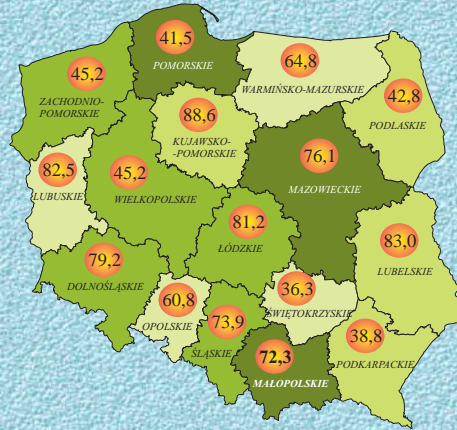 41,5
POMORSKIE
45,2
ZACHODNIO-
POMORSKIE
64,8
WARMIŃSKO-MAZURSKIE
42,8
PODLASKIE
88,6
KUJAWSKO-
-POMORSKIE
76,1
MAZOWIECKIE
82,5
LUBUSKIE
45,2
WIELKOPOLSKIE
81,2
ŁÓDZKIE
83,0
LUBELSKIE
79,2
DOLNOŚLĄSKIE
60,8
OPOLSKIE
73,9
ŚLĄSKIE
36,3
ŚWIĘTOKRZYSKIE
72,3
MAŁOPOLSKIE
38,8
PODKARPACKIE